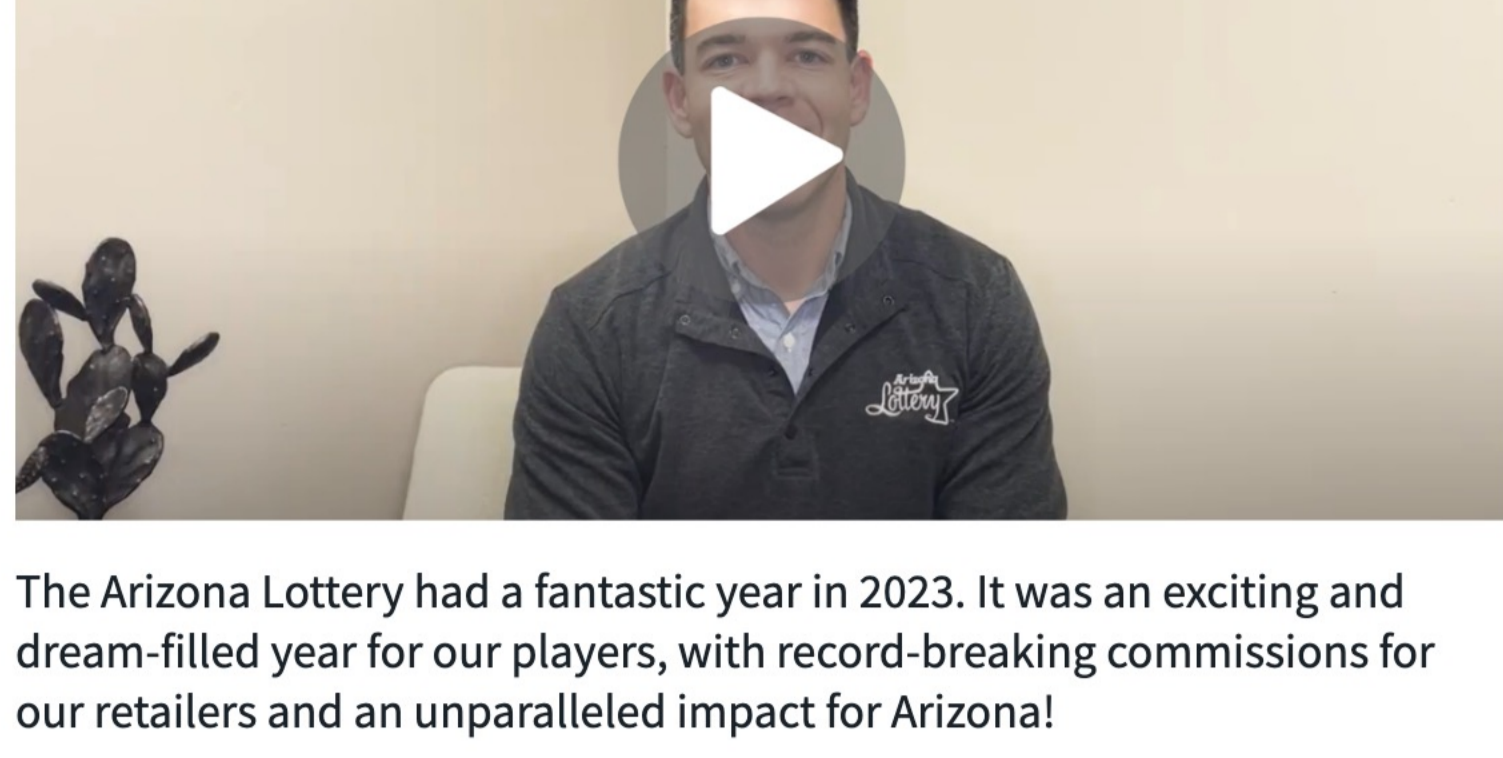 Arizona
Lottery
The Arizona Lottery had a fantastic year in 2023. It was an exciting and
dream-filled year for our players, with record-breaking commissions for
our retailers and an unparalleled impact for Arizona!